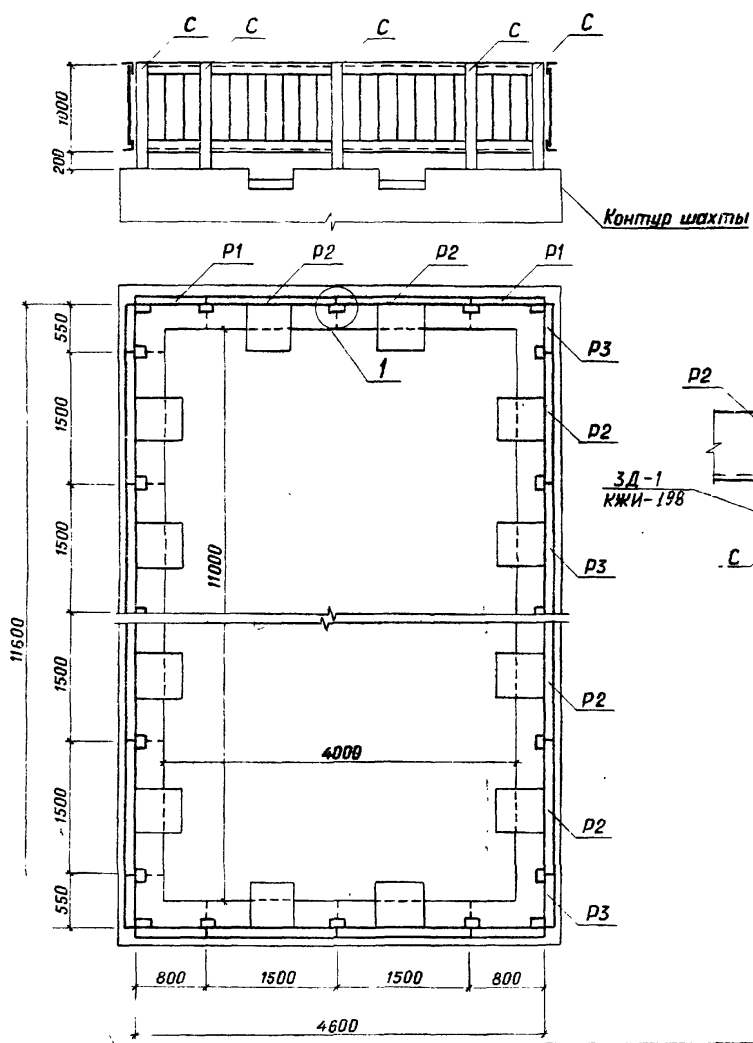 С С С С С
1000
200
Контур шахты
Р1 Р2 Р2 Р1
550
Р3
1
1500
Р2
Р2
ЗД-1
КЖИ-198
С
1500
11000
Р3
11600
1500
Р2
4000
1500
Р2
550
Р3
800 1500 1500 800
4600